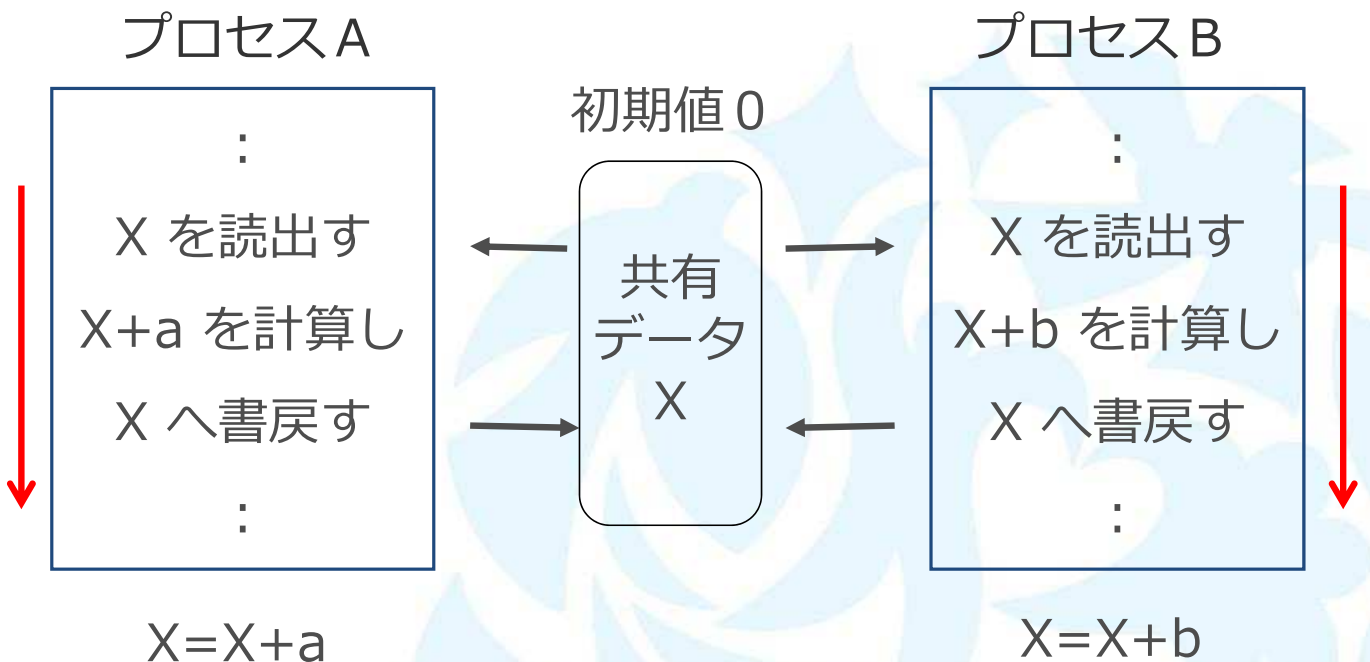 プロセスA
:
X を読出す
X+a を計算し
X へ書戻す
:
X=X+a
初期値0
共有
データ
X
プロセスB
:
X を読出す
X+b を計算し
X へ書戻す
:
X=X+b